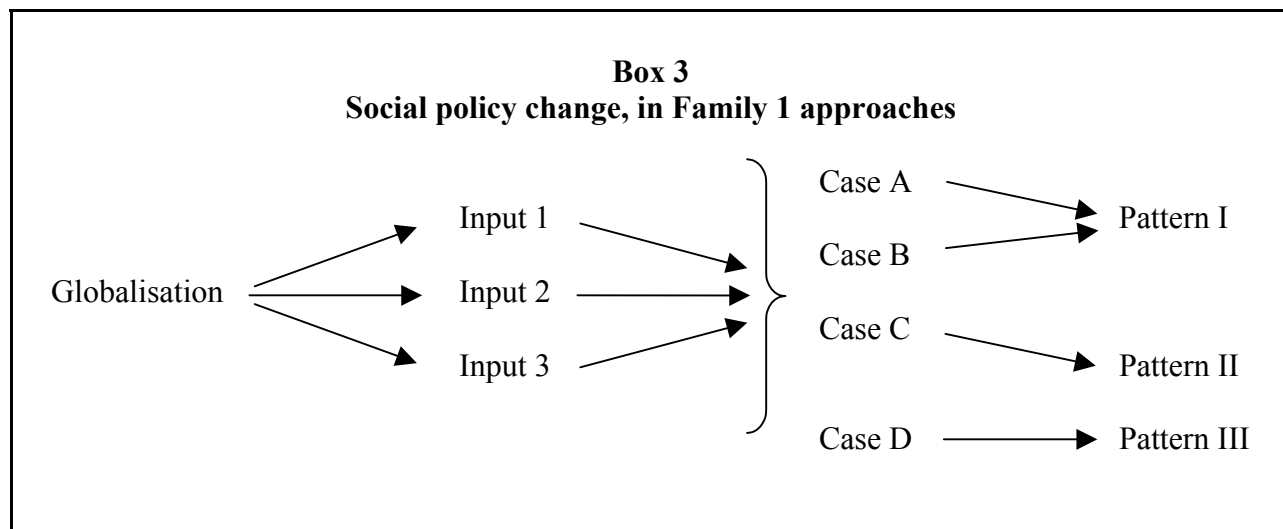 Box 3
Social policy change, in Family 1 approaches
Globalisation
Input 1
Input 2
Input 3
Case A
Case B
Case C
Case D
Pattern I
Pattern II
Pattern III